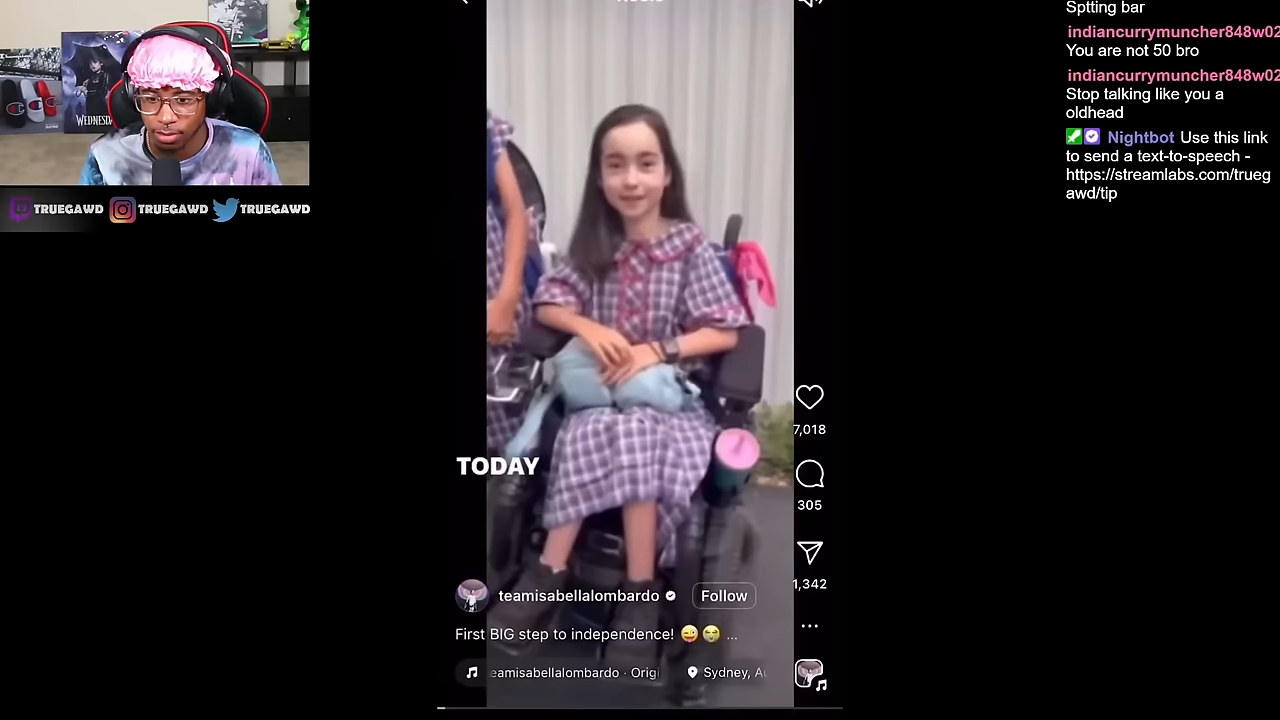 WEDNESD
TRUEGAWD TRUEGAWD TRUEGAWD
TODAY
7,018
305
1,342
teamisabellalombardo Follow
First BIG step to independence! 😜 😭 ...
eamisabellalombardo · Origi Sydney, Au
Sptting bar
indiancurrymuncher848w02
You are not 50 bro
indiancurrymuncher848w02
Stop talking like you a
oldhead
Nightbot Use this link
to send a text-to-speech -
https://streamlabs.com/trueg
awd/tip